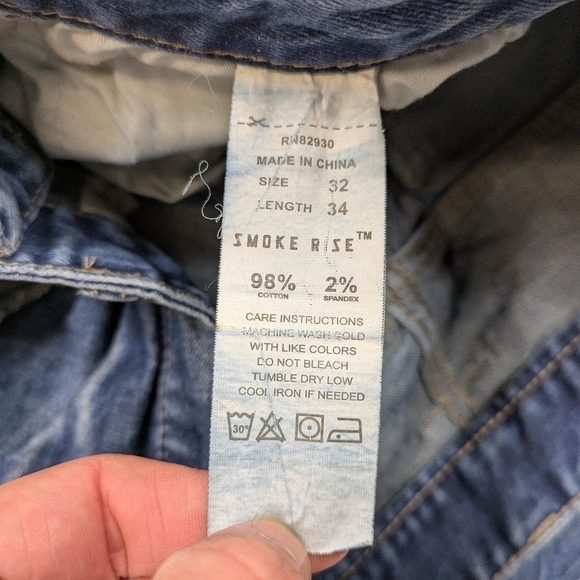 RW82930
MADE IN CHINA
SIZE 32
LENGTH 34
SMOKE RISE™
98% 2%
COTTON SPANDEX
CARE INSTRUCTIONS
MACHINE WASH COLD
WITH LIKE COLORS
DO NOT BLEACH
TUMBLE DRY LOW
COOL IRON IF NEEDED
30°